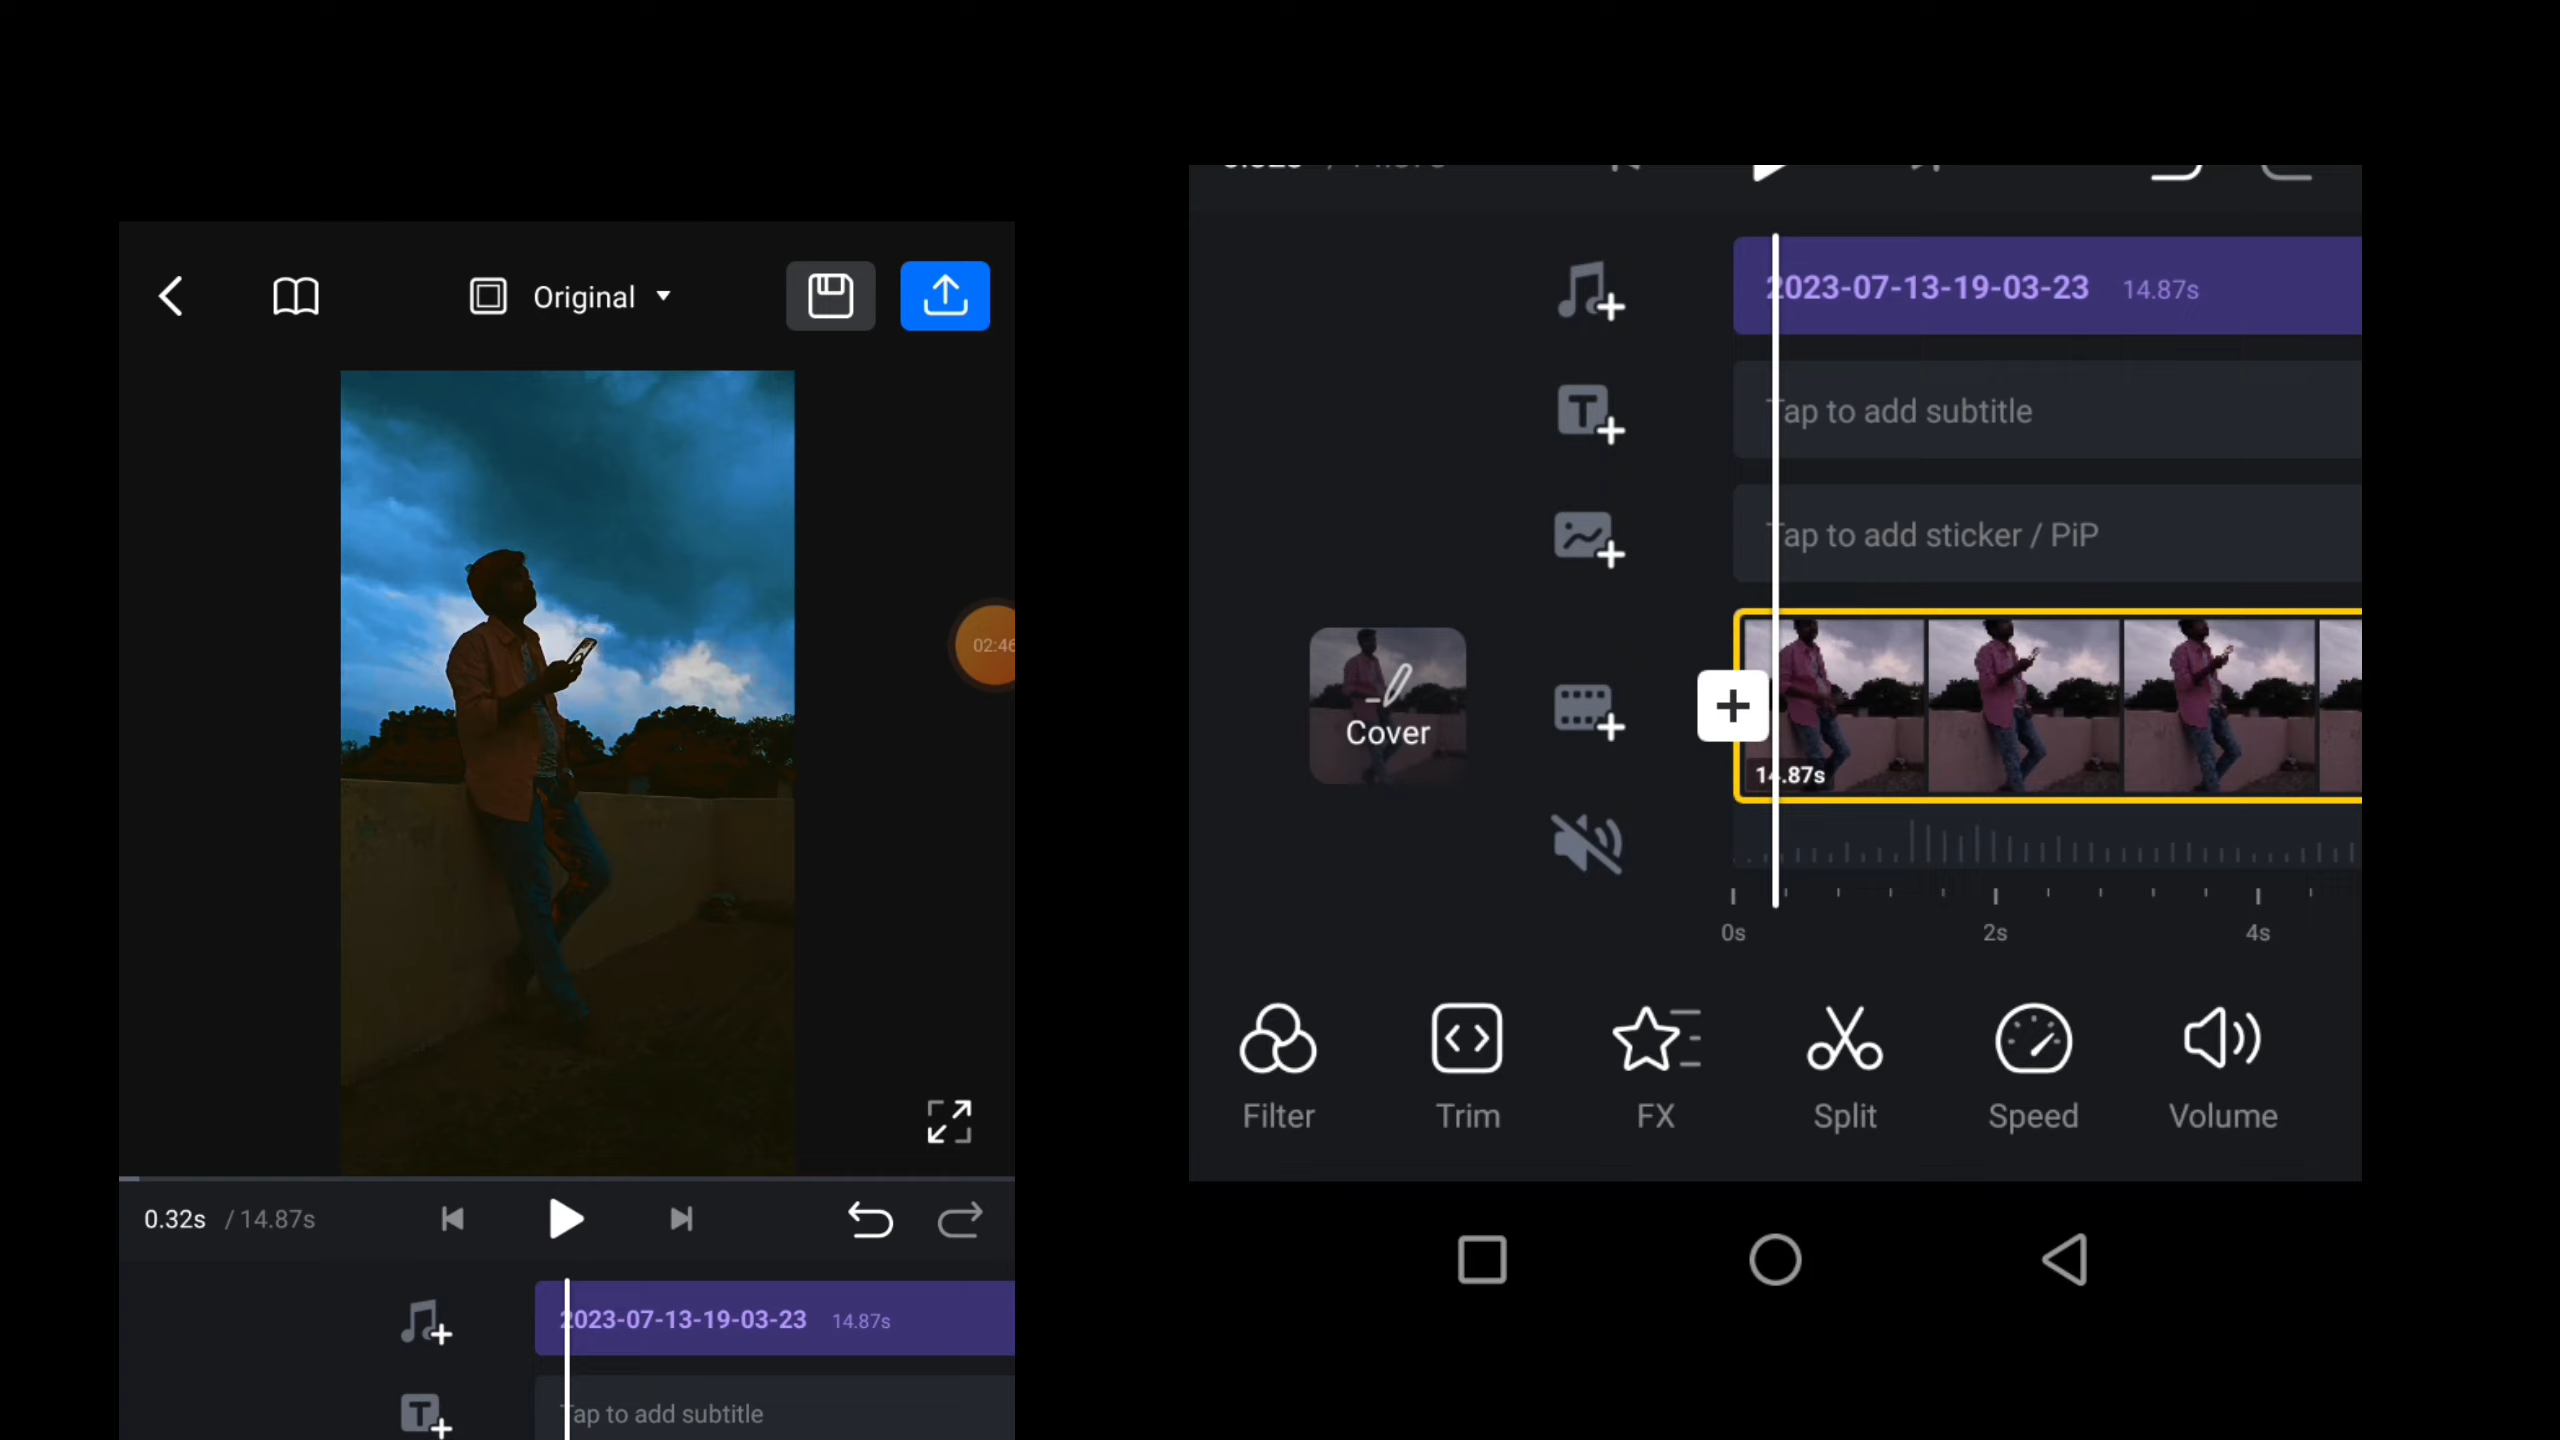 Original
02:46
0.32s / 14.87s
2023-07-13-19-03-23 14.87s
Tap to add subtitle
2023-07-13-19-03-23 14.87s
Tap to add subtitle
Tap to add sticker / PiP
Cover
14.87s
0s 2s 4s
Filter Trim FX Split Speed Volume